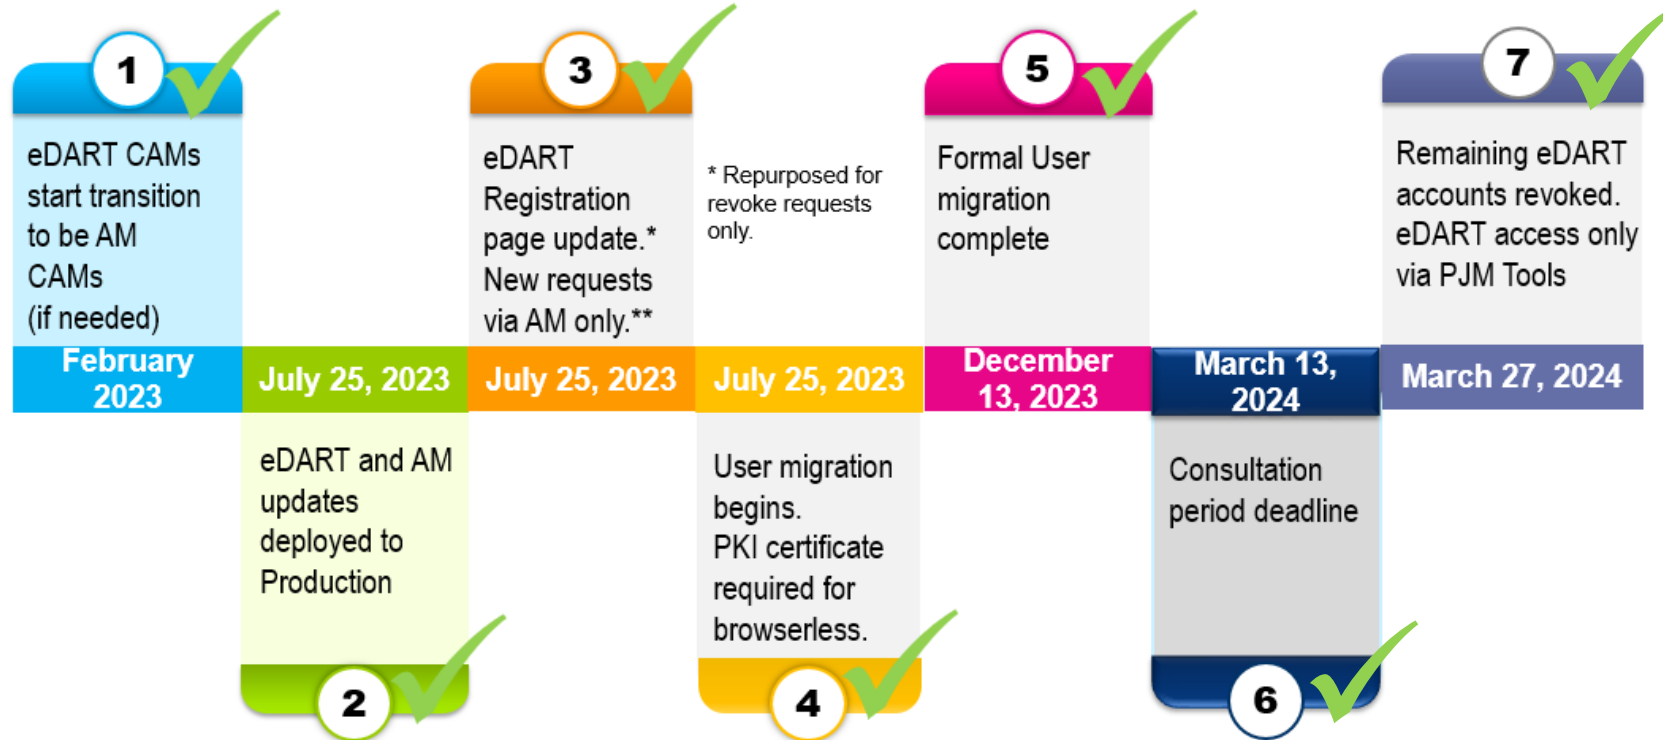 1
eDART CAMs
start transition
to be AM
CAMs
(if needed)
February
2023
July 25, 2023
eDART and AM
updates
deployed to
Production
2
3
eDART
Registration
page update.*
New requests
via AM only.**
July 25, 2023
* Repurposed for
revoke requests
only.
July 25, 2023
User migration
begins.
PKI certificate
required for
browserless.
4
5
Formal User
migration
complete
December
13, 2023
March 13,
2024
Consultation
period deadline
6
7
Remaining eDART
accounts revoked.
eDART access only
via PJM Tools
March 27, 2024